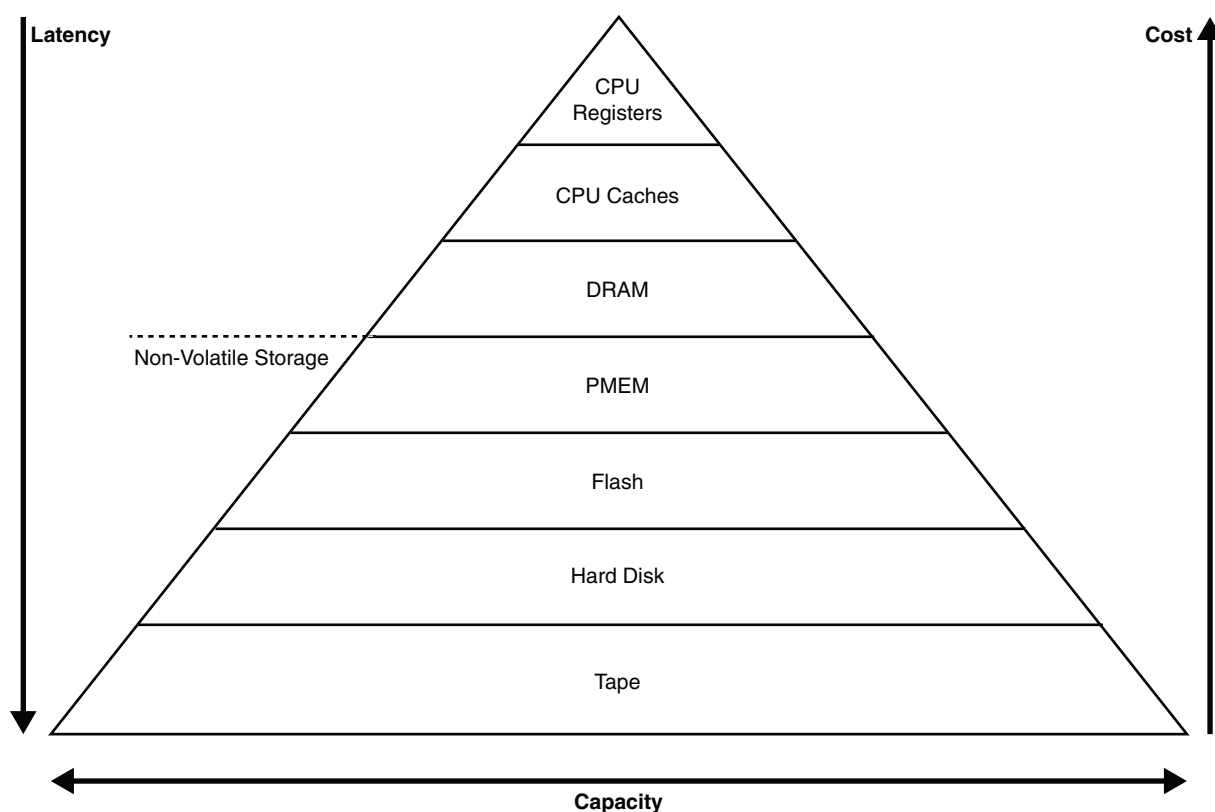 Latency
Cost
CPU
Registers
CPU Caches
DRAM
Non-Volatile Storage
PMEM
Flash
Hard Disk
Tape
Capacity